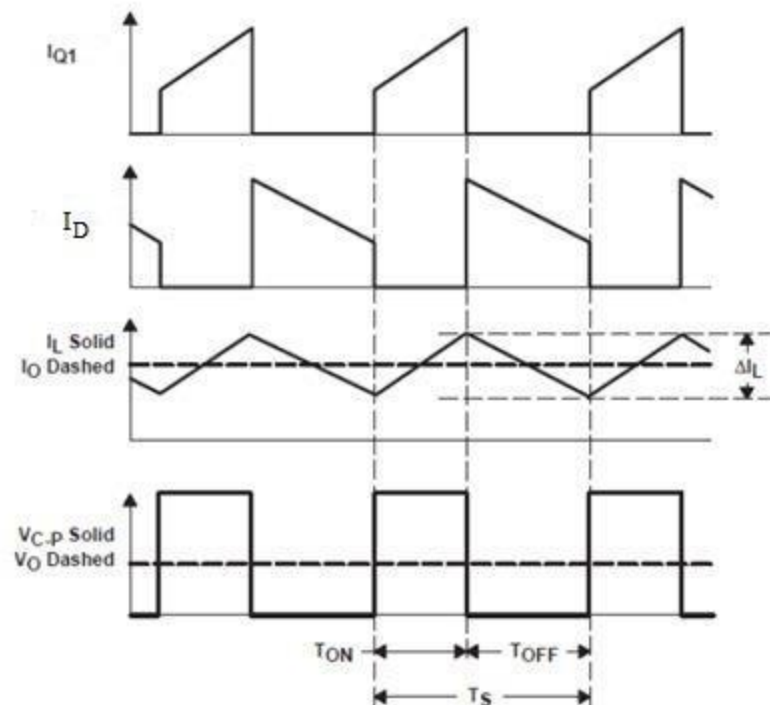 IQ1
ID
IL Solid
IO Dashed
ΔIL
VC-P Solid
VO Dashed
TON
TOFF
TS